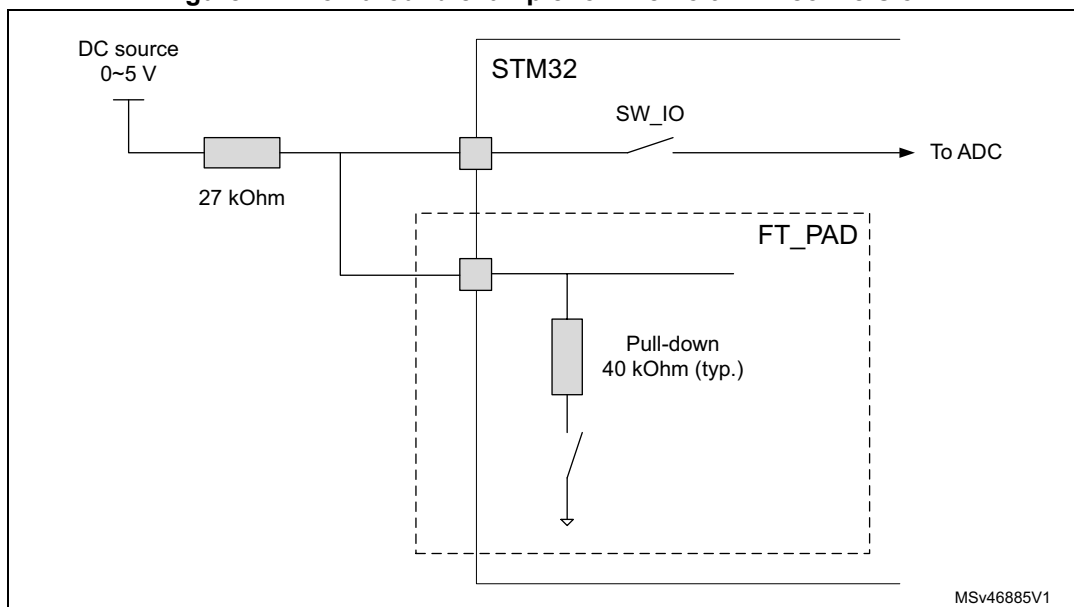 DC source
0~5 V
STM32
SW_IO
To ADC
27 kOhm
FT_PAD
Pull-down
40 kOhm (typ.)
MSv46885V1